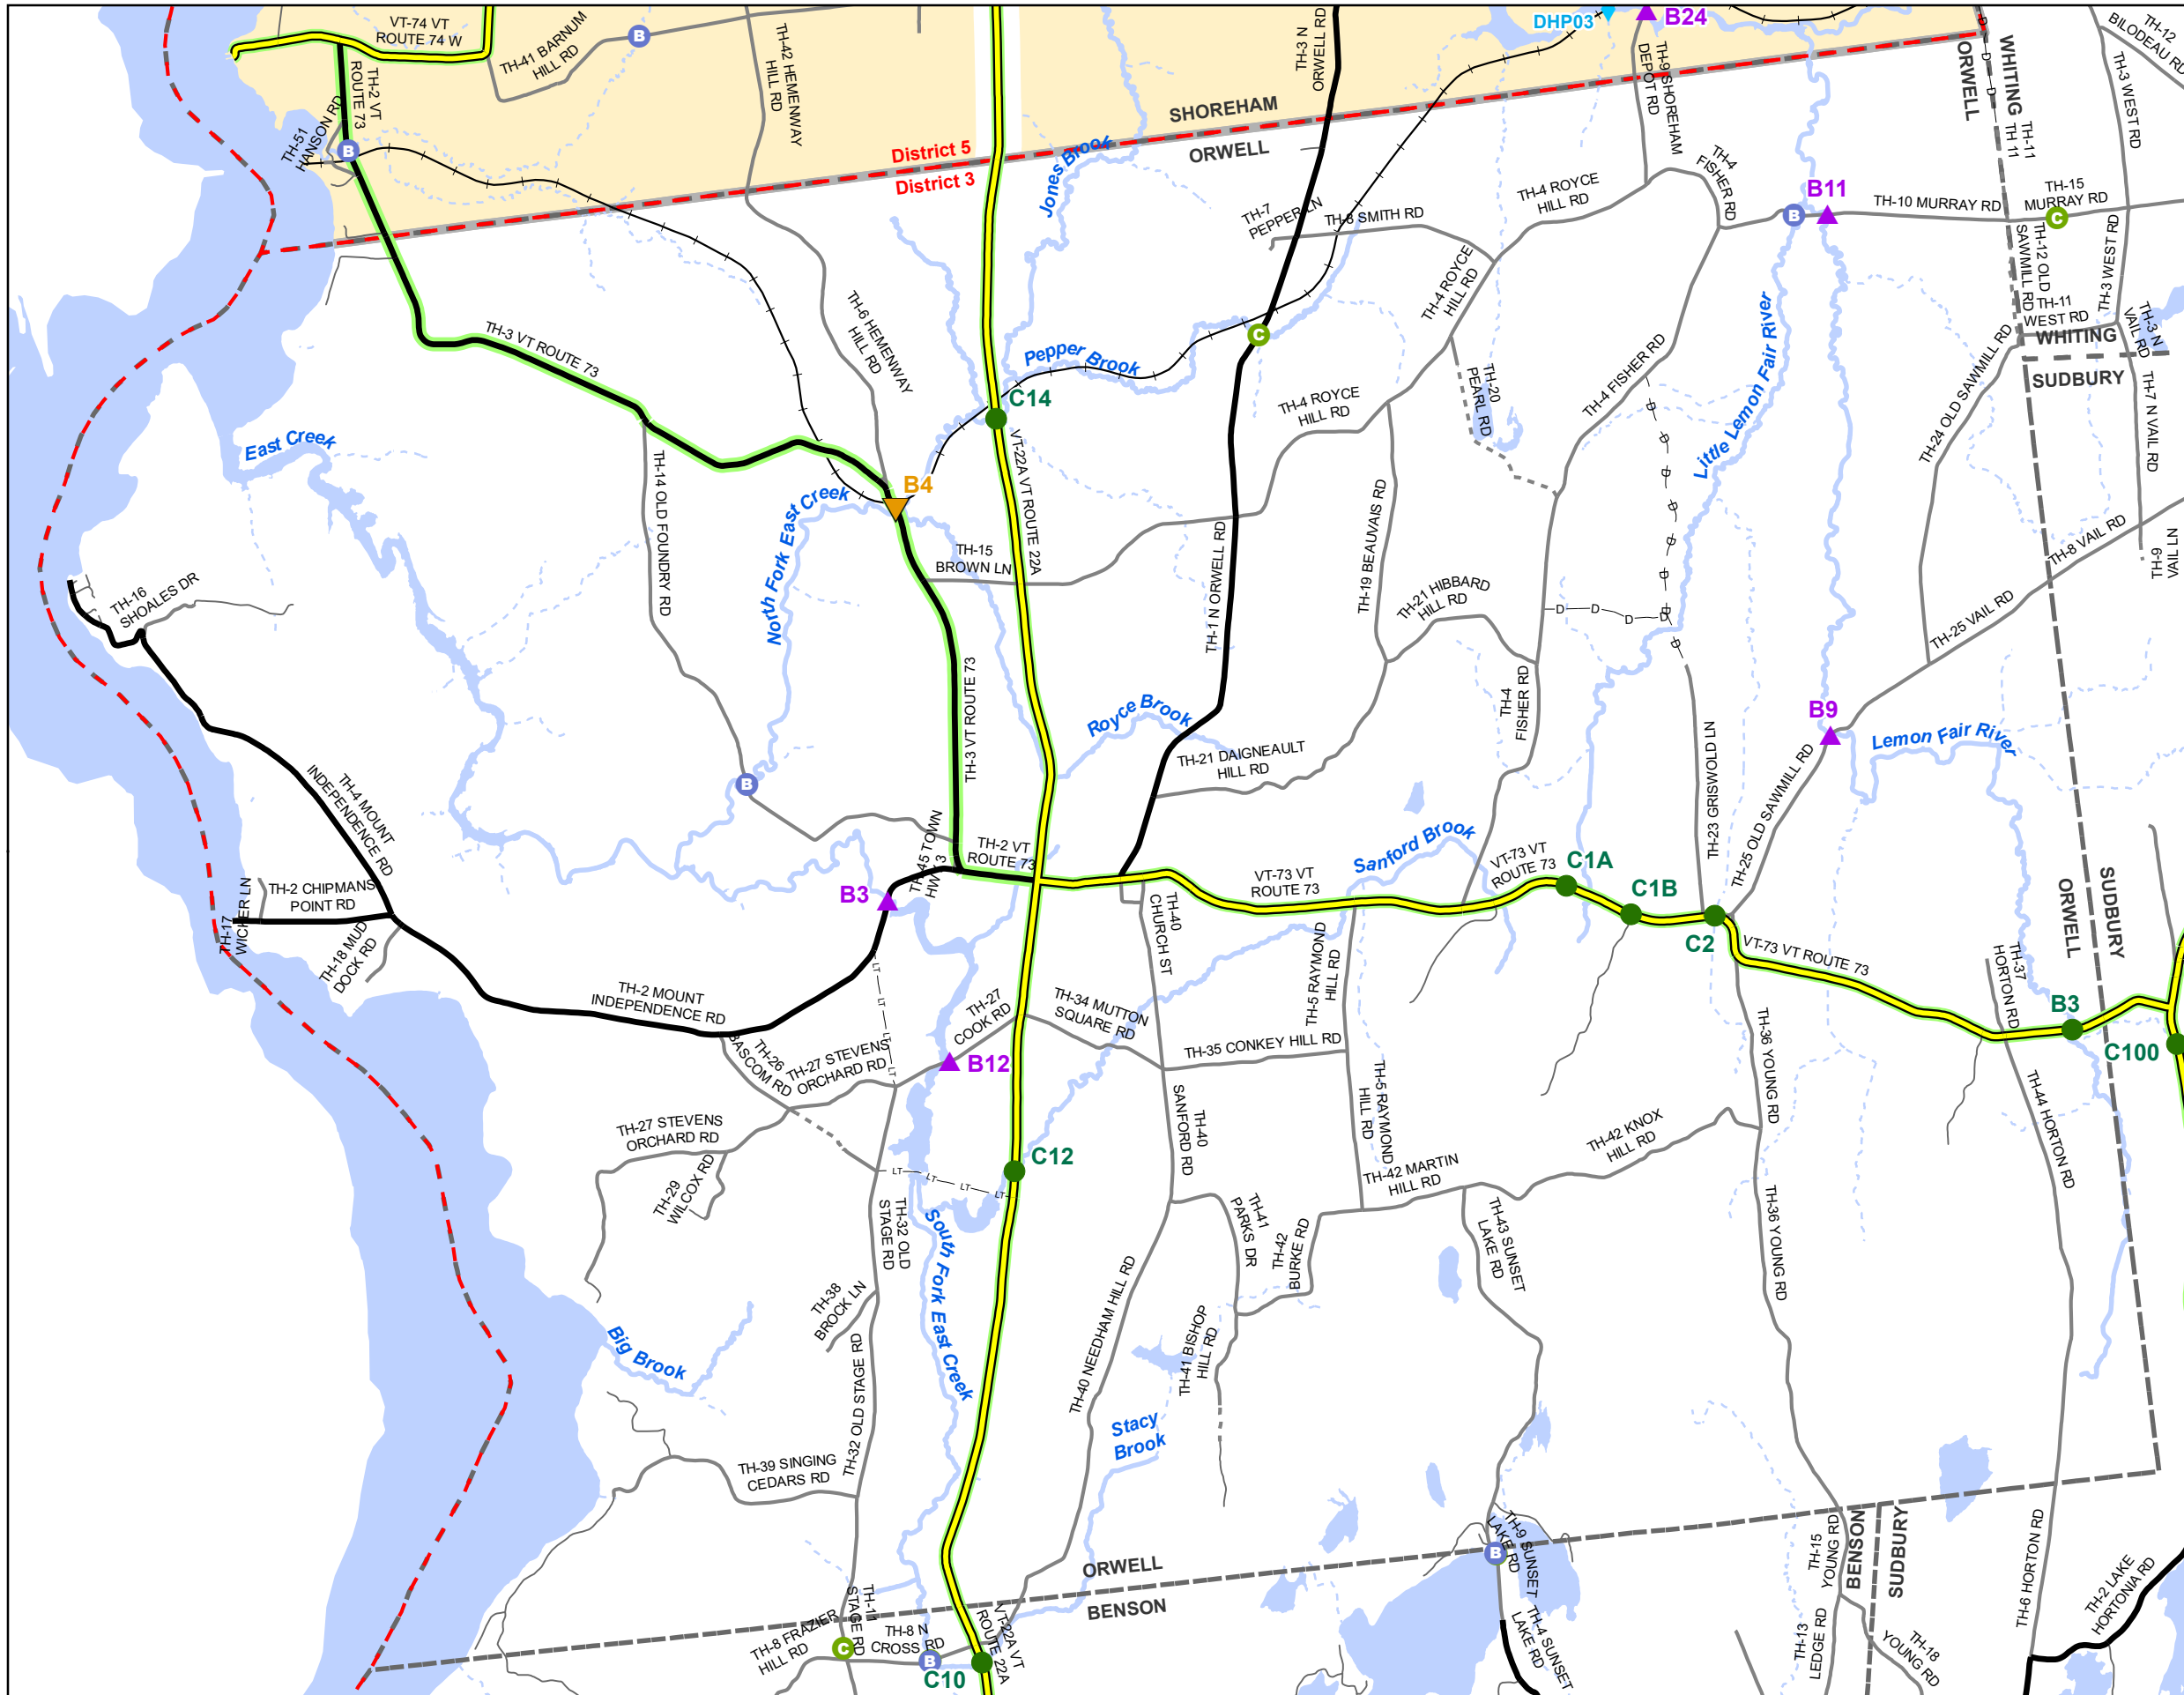 VT-74 VT
ROUTE 74 W
TH-41 BARNUM
HILL RD
B
TH-42 HEMENWAY
HILL RD
TH-3 N
ORWELL RD
DHP03
B24
TH-9 SHOREHAM
DEPOT RD
D
D
D
WHITING
ORWELL
TH-12
BILODEAU RD
TH-3 WEST RD
TH-2 VT
ROUTE 73
TH-51
HANSON RD
B
SHOREHAM
ORWELL
District 5
District 3
Jones Brook
TH-11
TH 11
TH-4
FISHER RD
TH-4 ROYCE
HILL RD
TH-7
PEPPER LN
TH-8 SMITH RD
B
B11
TH-10 MURRAY RD
TH-15
MURRAY RD
C
TH-12 OLD
SAWMILL RD
TH-3 WEST RD
TH-11
WEST RD
TH-3 N
VAIL RD
WHITING
SUDBURY
TH-3 VT ROUTE 73
TH-6 HEMENWAY
HILL RD
Pepper Brook
C
TH-4 ROYCE
HILL RD
TH-4 ROYCE
HILL RD
TH-20
PEARL RD
TH-4 FISHER RD
Little Lemon Fair River
TH-24 OLD SAWMILL RD
TH-7 N VAIL RD
East Creek
C14
VT-22A VT ROUTE 22A
B4
TH-14 OLD FOUNDRY RD
North Fork East Creek
TH-15
BROWN LN
TH-1 N ORWELL RD
TH-19 BEAUVAIS RD
TH-21 HIBBARD
HILL RD
D
D
D
D
D
D
D
D
D
D
D
TH-8 VAIL RD
TH-9
VAIL LN
TH-25 VAIL RD
TH-16
SHOALES DR
TH-3 VT ROUTE 73
Royce Brook
TH-21 DAIGNEAULT
HILL RD
TH-4
FISHER RD
TH-23 GRISWOLD LN
B9
Lemon Fair River
TH-25 OLD SAWMILL RD
B
TH-4 MOUNT
INDEPENDENCE RD
TH-45 TOWN
HWY 3
TH-2 VT
ROUTE 73
Sanford Brook
VT-73 VT
ROUTE 73
VT-73 VT
ROUTE 73
C1A
C1B
C2
TH-17
WICHER LN
TH-2 CHIPMANS
POINT RD
TH-18 MUD
DOCK RD
B3
TH-40
CHURCH ST
TH-5 RAYMOND
HILL RD
VT-73 VT ROUTE 73
ORWELL
SUDBURY
TH-37
HORTON RD
B3
C100
TH-2 MOUNT
INDEPENDENCE RD
LT
LT
LT
LT
TH-27
COOK RD
TH-34 MUTTON
SQUARE RD
TH-26
BASCOM RD
TH-27 STEVENS
ORCHARD RD
B12
TH-35 CONKEY HILL RD
TH-36 YOUNG RD
TH-44 HORTON RD
TH-27 STEVENS
ORCHARD RD
TH-29
WILCOX RD
TH-40
SANFORD RD
TH-5 RAYMOND
HILL RD
TH-42 KNOX
HILL RD
C12
LT
LT
LT
LT
TH-42 MARTIN
HILL RD
TH-32 OLD
STAGE RD
South Fork East Creek
TH-41
PARKS DR
TH-42
BURKE RD
TH-43 SUNSET
LAKE RD
TH-36 YOUNG RD
TH-38
BROCK LN
Big Brook
TH-40 NEEDHAM HILL RD
TH-41 BISHOP
HILL RD
TH-32 OLD STAGE RD
Stacy
Brook
TH-39 SINGING
CEDARS RD
TH-9 SUNSET
LAKE RD
B
TH-15
YOUNG RD
BENSON
SUDBURY
TH-6 HORTON RD
TH-2 LAKE
HORTONIA RD
ORWELL
BENSON
TH-11
STAGE RD
TH-8 FRAZIER
HILL RD
C
TH-8 N
CROSS RD
B
C10
VT-22A VT
ROUTE 22A
TH-4 SUNSET
LAKE RD
TH-13
LEDGE RD
TH-18
YOUNG RD